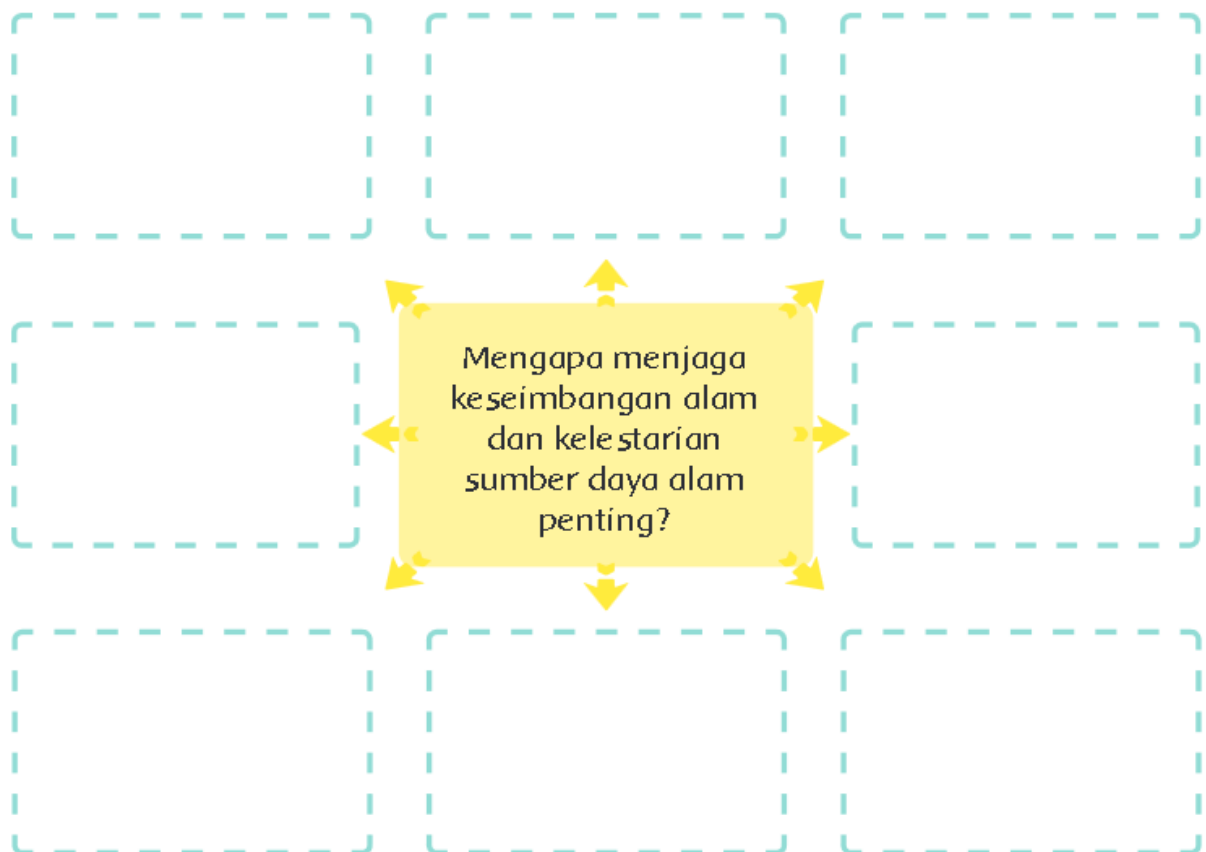 Mengapa menjaga
keseimbangan alam
dan kelestarian
sumber daya alam
penting?